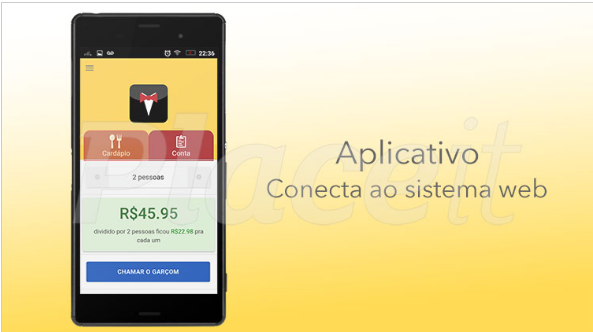 22:36
Cardápio
Conta
2 pessoas
R$45.95
dividido por 2 pessoas ficou R$22.98 pra
cada um
CHAMAR O GARÇOM
Aplicativo
Conecta ao sistema web
Placeit